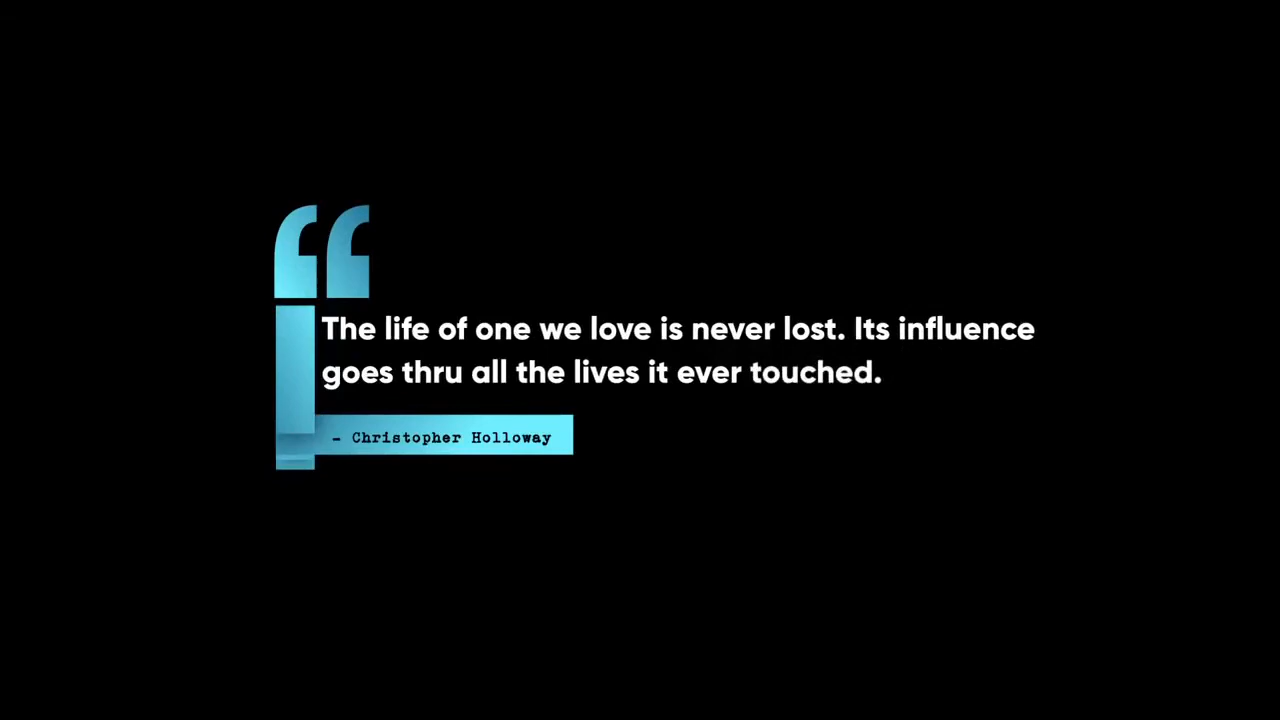 “
The life of one we love is never lost. Its influence
goes thru all the lives it ever touched.
- Christopher Holloway